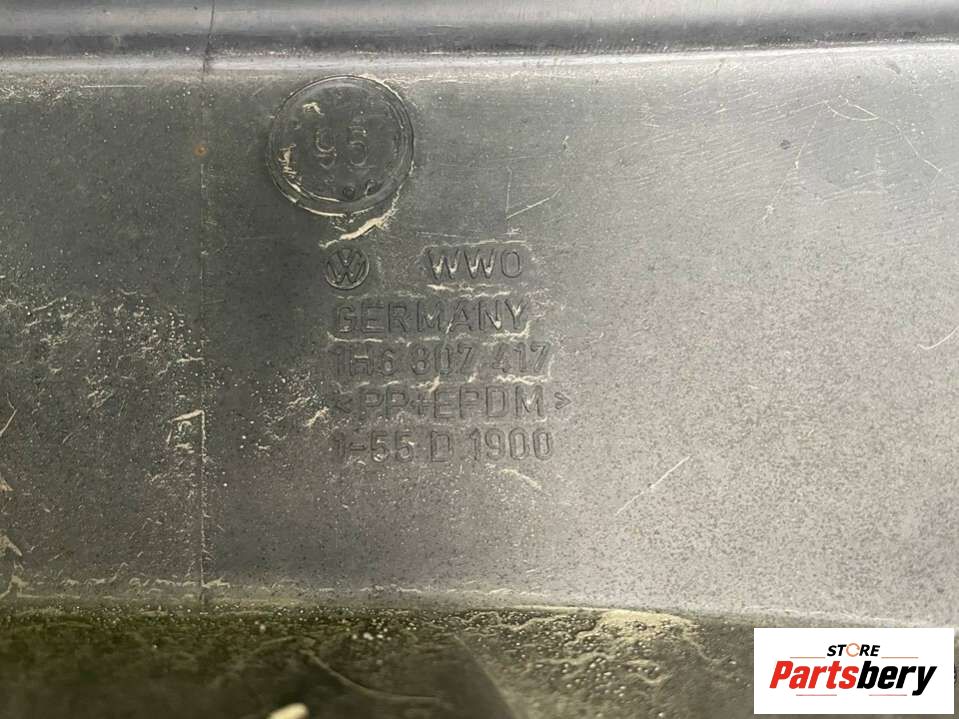 95
WWO
GERMANY
1H6 807 417
<PP+EPDM>
1-55 D 1900
STORE
Partsbery